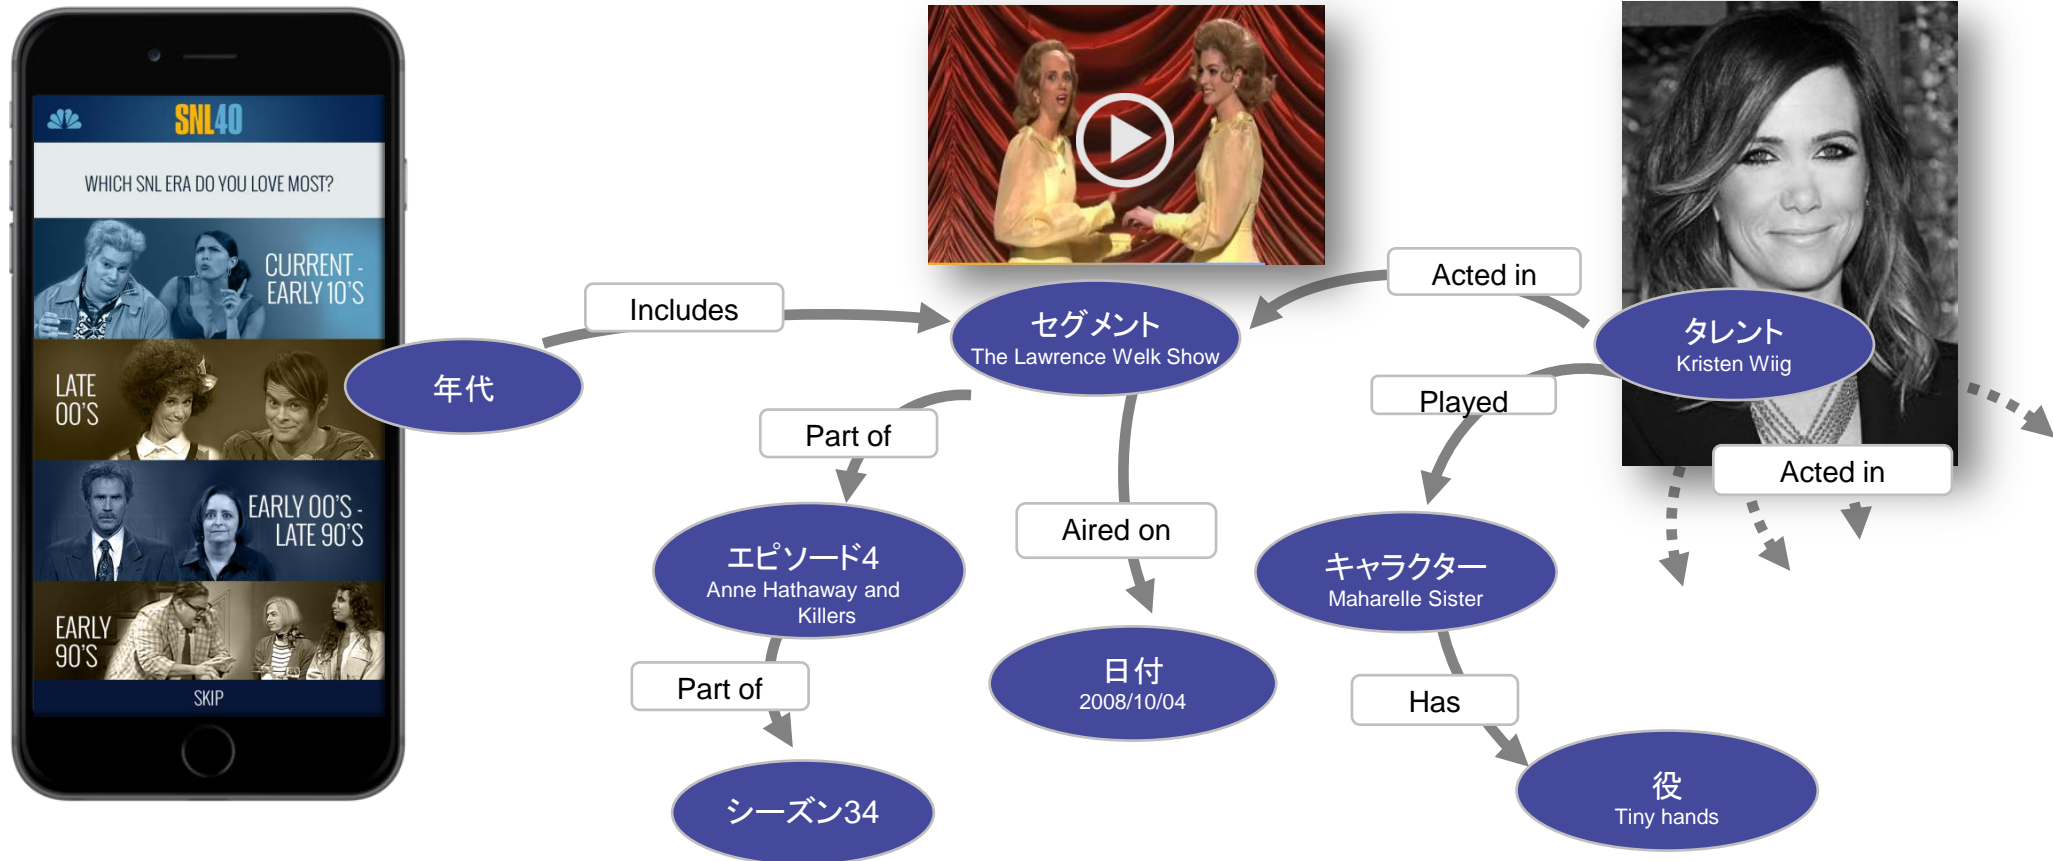 SNL40
WHICH SNL ERA DO YOU LOVE MOST?
CURRENT -
EARLY 10'S
LATE
00'S
EARLY 00'S -
LATE 90'S
EARLY
90'S
SKIP
年代
Includes
セグメント
The Lawrence Welk Show
Acted in
タレント
Kristen Wiig
Part of
Played
Acted in
Aired on
エピソード4
Anne Hathaway and
Killers
キャラクター
Maharelle Sister
Part of
日付
2008/10/04
Has
シーズン34
役
Tiny hands